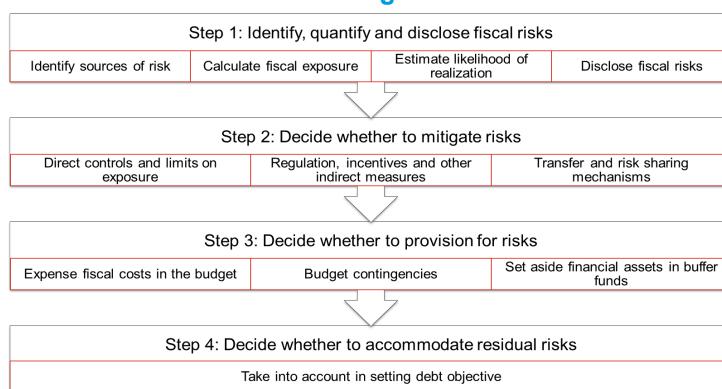 Step 1: Identify, quantify and disclose fiscal risks
Identify sources of risk
Calculate fiscal exposure
Estimate likelihood of
realization
Disclose fiscal risks
Step 2: Decide whether to mitigate risks
Direct controls and limits on
exposure
Regulation, incentives and other
indirect measures
Transfer and risk sharing
mechanisms
Step 3: Decide whether to provision for risks
Expense fiscal costs in the budget
Budget contingencies
Set aside financial assets in buffer
funds
Step 4: Decide whether to accommodate residual risks
Take into account in setting debt objective